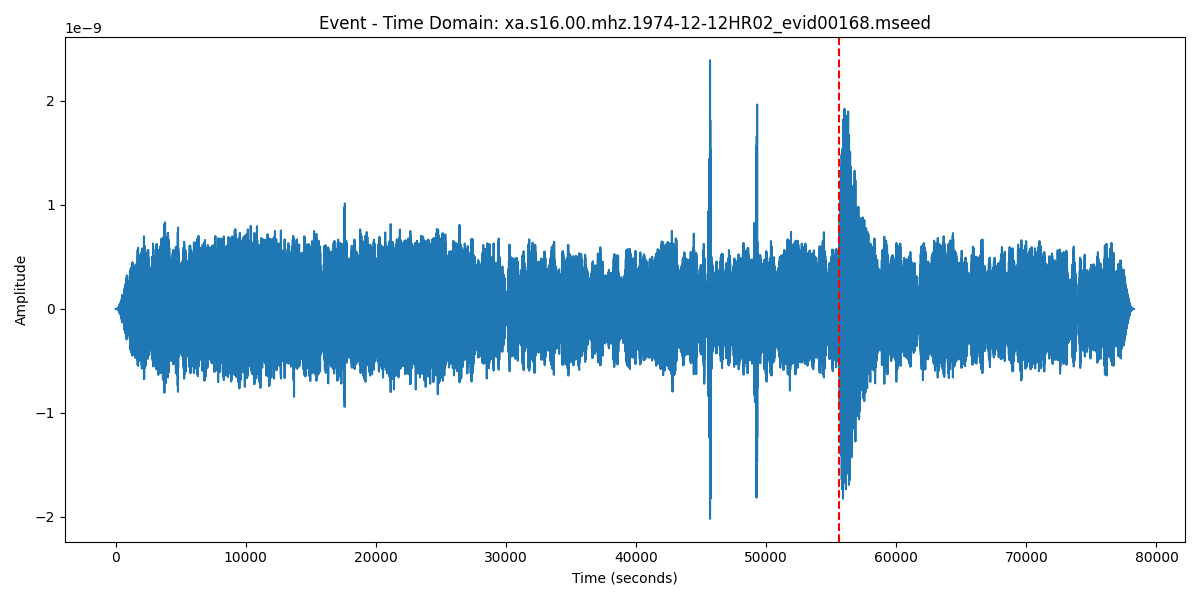 Event - Time Domain: xa.s16.00.mhz.1974-12-12HR02_evid00168.mseed
1e−9
2
1
0
−1
−2
Amplitude
0 10000 20000 30000 40000 50000 60000 70000 80000
Time (seconds)